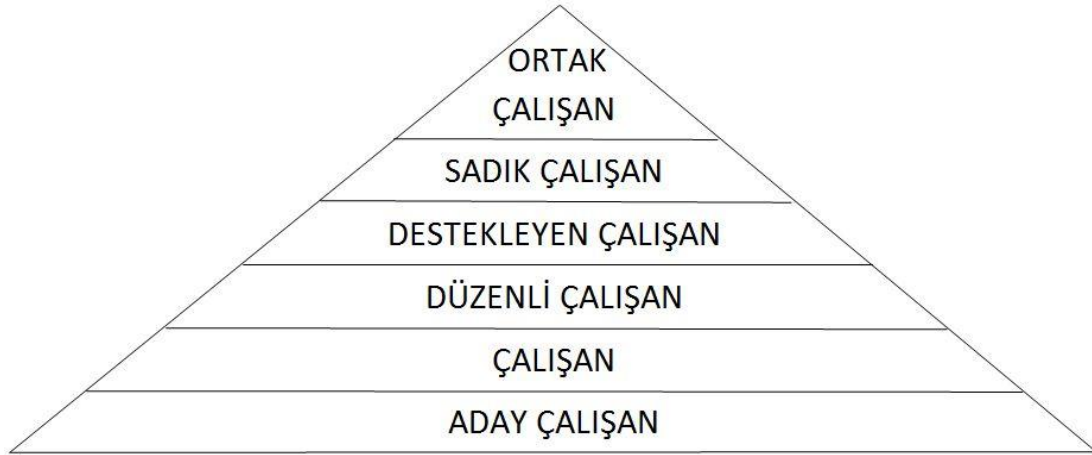 ORTAK
ÇALIŞAN
SADIK ÇALIŞAN
DESTEKLEYEN ÇALIŞAN
DÜZENLİ ÇALIŞAN
ÇALIŞAN
ADAY ÇALIŞAN